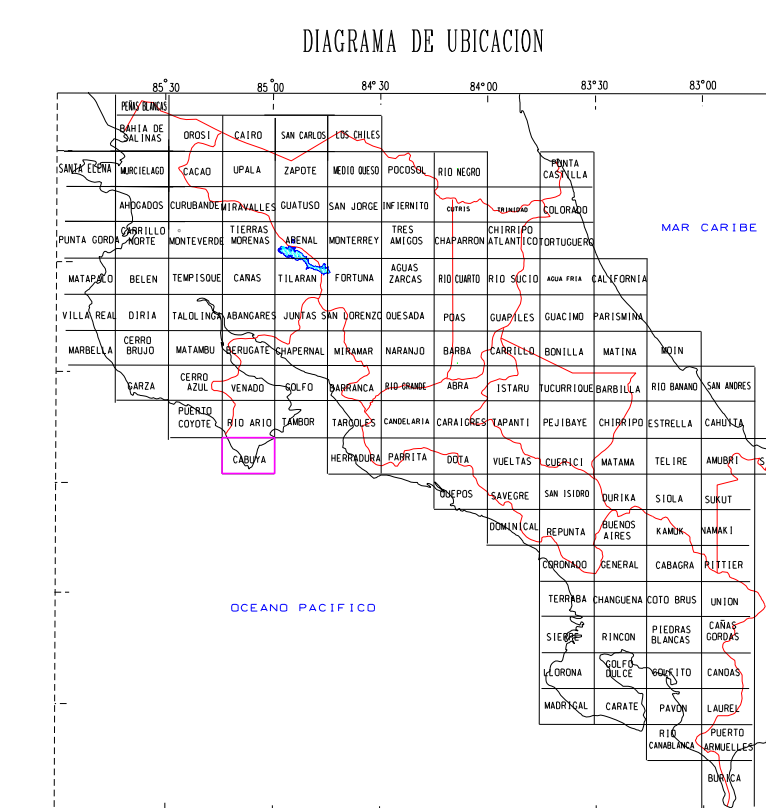 DIAGRAMA DE UBICACION
85°30 85°00 84°30 84°00 83°30 83°00
PEÑAS BLANCAS
BAHIA DE SALINAS OROSI CAIRO SAN CARLOS LOS CHILES
SANTA ELENA MURCIELAGO CACAO UPALA ZAPOTE MEDIO QUESO POCOSOL RIO NEGRO PUNTA CASTILLA
AHOGADOS CURUBANDE MIRAVALLES GUATUSO SAN JORGE INFIERNITO CUTRIS TRINIDAD COLORADO
MAR CARIBE
PUNTA GORDA CARRILLO NORTE MONTEVERDE TIERRAS MORENAS ARENAL MONTERREY TRES AMIGOS CHAPARRON CHIRRIPO ATLANTICO TORTUGUERO
MATAPALO BELEN TEMPISQUE CAÑAS TILARAN FORTUNA AGUAS ZARCAS RIO CUARTO RIO SUCIO AGUA FRIA CALIFORNIA
VILLA REAL DIRIA TALOLINGA ABANGARES JUNTAS SAN LORENZO QUESADA POAS GUAPILES GUACIMO PARISMINA
MARBELLA CERRO BRUJO MATAMBU BERUGATE CHAPERNAL MIRAMAR NARANJO BARBA CARRILLO BONILLA MATINA MOIN
GARZA CERRO AZUL VENADO GOLFO BARRANCA RIO GRANDE ABRA ISTARU TUCURRIQUE BARBILLA RIO BANANO SAN ANDRES
PUERTO COYOTE RIO ARIO TAMBOR TARCOLES CANDELARIA CARAIGRES TAPANTI PEJIBAYE CHIRRIPO ESTRELLA CAHUITA
CABUYA HERRADURA PARRITA DOTA VUELTAS CUERICI MATAMA TELIRE AMUBRI S
QUEPOS SAVEGRE SAN ISIDRO DURIKA SIOLA SUKUT
DOMINICAL REPUNTA BUENOS AIRES KAMUK NAMAKI
CORONADO GENERAL CABAGRA PITTIER
OCEANO PACIFICO
TERRABA CHANGUENA COTO BRUS UNION
SIERPE RINCON PIEDRAS BLANCAS CAÑAS GORDAS
LLORONA GOLFO DULCE GOLFITO CANOAS
MADRIGAL CARATE PAVON LAUREL
RIO CANABLANCA PUERTO ARMUELLES
BURICA